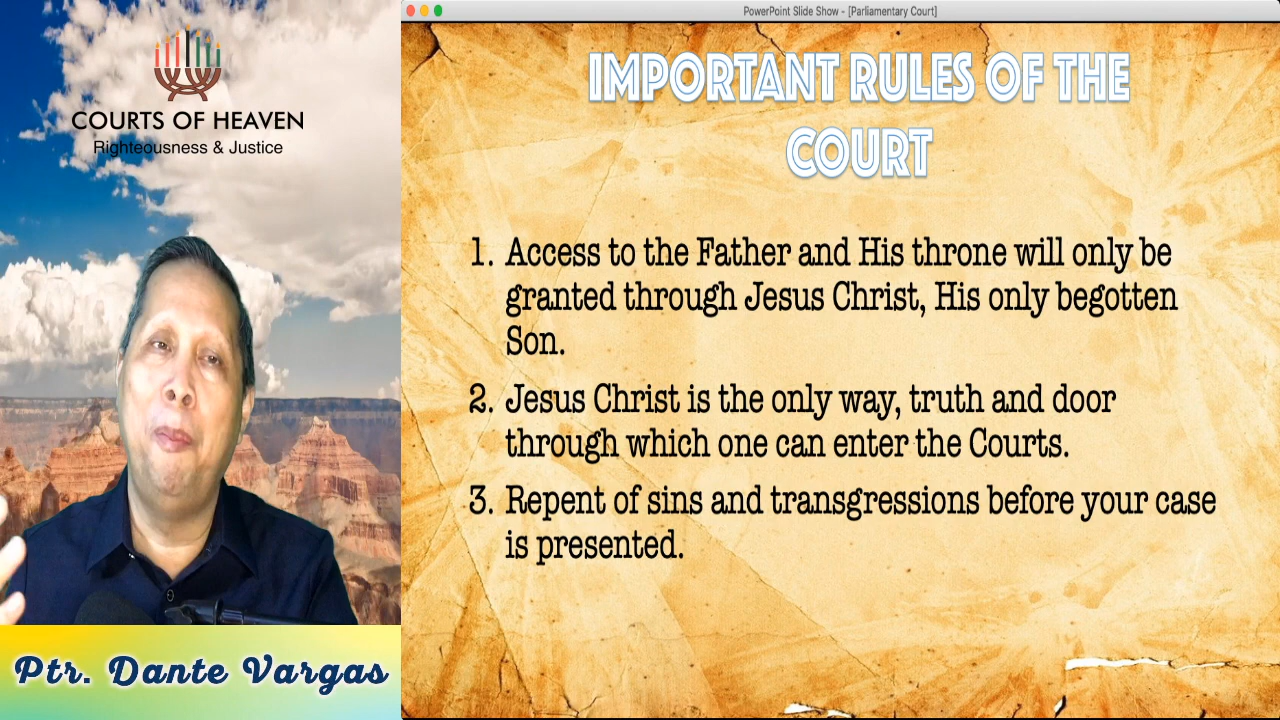 COURTS OF HEAVEN
Righteousness & Justice
Ptr. Dante Vargas
PowerPoint Slide Show - [Parliamentary Court]
IMPORTANT RULES OF THE
COURT
1. Access to the Father and His throne will only be
granted through Jesus Christ, His only begotten
Son.
2. Jesus Christ is the only way, truth and door
through which one can enter the Courts.
3. Repent of sins and transgressions before your case
is presented.